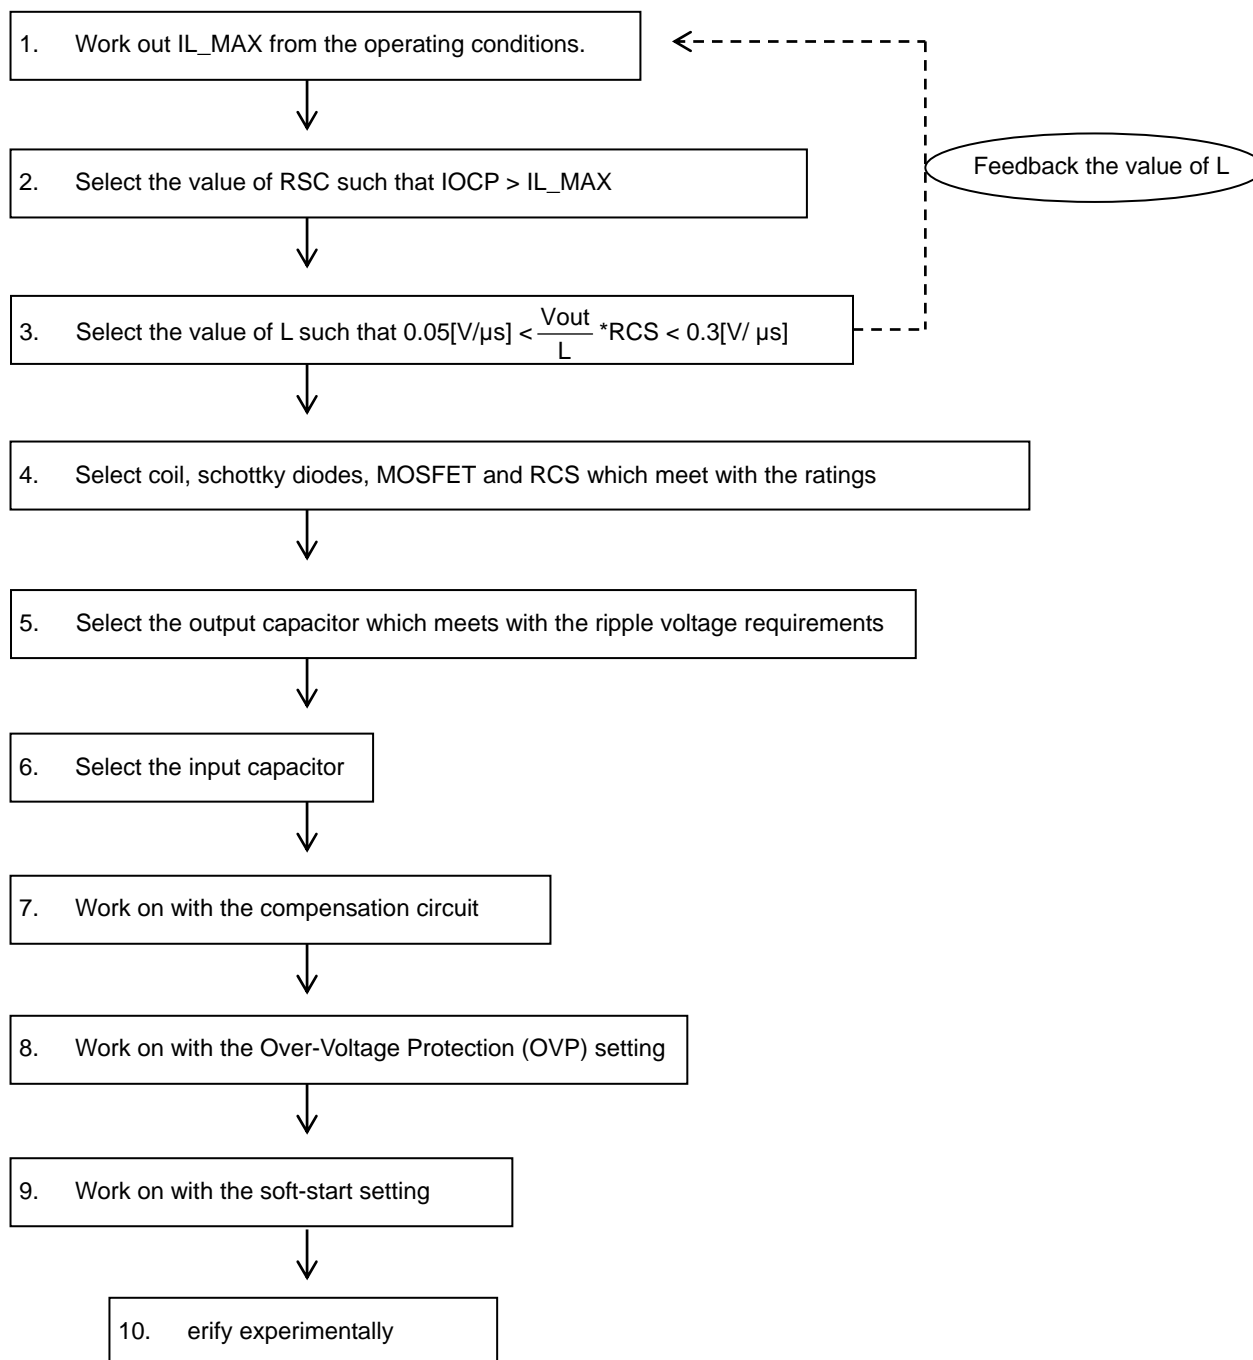 1. Work out IL_MAX from the operating conditions.
2. Select the value of RSC such that IOCP > IL_MAX
Feedback the value of L
3. Select the value of L such that 0.05[V/µs] < Vout/L *RCS < 0.3[V/ µs]
4. Select coil, schottky diodes, MOSFET and RCS which meet with the ratings
5. Select the output capacitor which meets with the ripple voltage requirements
6. Select the input capacitor
7. Work on with the compensation circuit
8. Work on with the Over-Voltage Protection (OVP) setting
9. Work on with the soft-start setting
10. erify experimentally